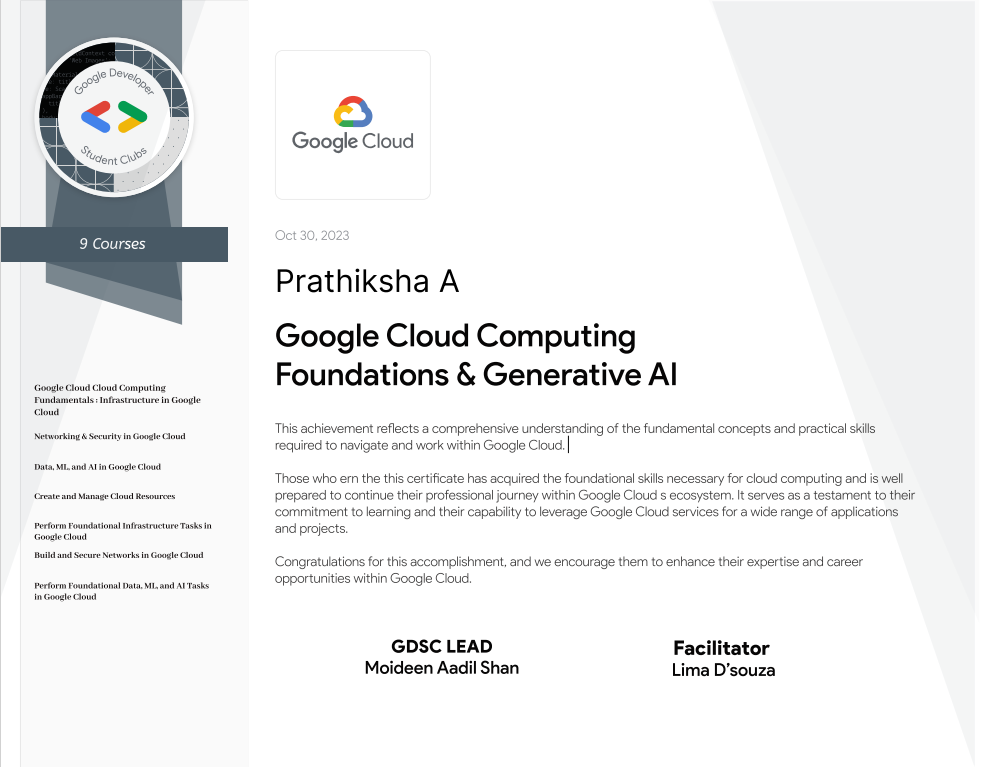 Google Developer
Student Clubs
9 Courses
Google Cloud Cloud Computing
Fundamentals : Infrastructure in Google
Cloud
Networking & Security in Google Cloud
Data, ML, and AI in Google Cloud
Create and Manage Cloud Resources
Perform Foundational Infrastructure Tasks in
Google Cloud
Build and Secure Networks in Google Cloud
Perform Foundational Data, ML, and AI Tasks
in Google Cloud
Google Cloud
Oct 30, 2023
Prathiksha A
Google Cloud Computing
Foundations & Generative AI
This achievement reflects a comprehensive understanding of the fundamental concepts and practical skills
required to navigate and work within Google Cloud.
Those who ern the this certificate has acquired the foundational skills necessary for cloud computing and is well
prepared to continue their professional journey within Google Cloud s ecosystem. It serves as a testament to their
commitment to learning and their capability to leverage Google Cloud services for a wide range of applications
and projects.
Congratulations for this accomplishment, and we encourage them to enhance their expertise and career
opportunities within Google Cloud.
GDSC LEAD
Moideen Aadil Shan
Facilitator
Lima D’souza